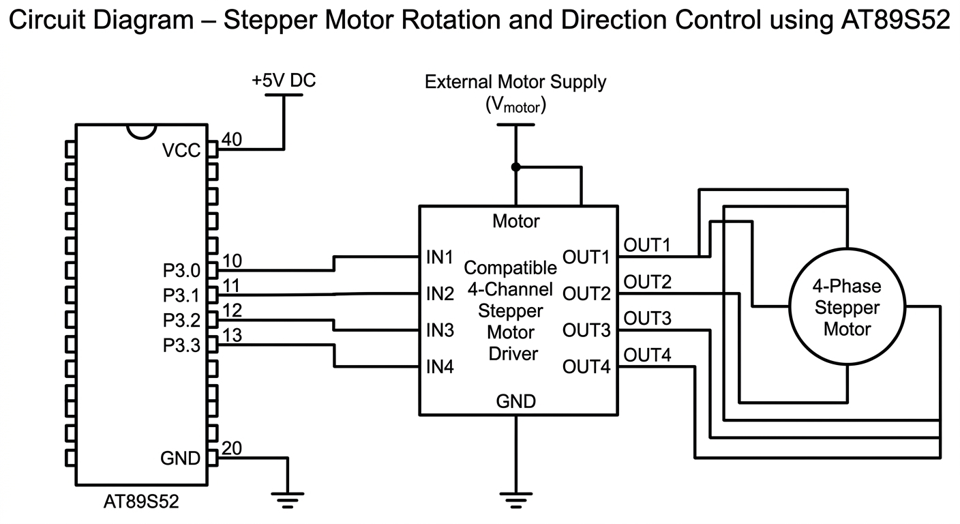 Circuit Diagram – Stepper Motor Rotation and Direction Control using AT89S52
+5V DC
External Motor Supply
(Vmotor)
40
VCC
P3.0
10
P3.1
11
P3.2
12
P3.3
13
GND
20
AT89S52
Motor
IN1
IN2
IN3
IN4
Compatible
4-Channel
Stepper
Motor
Driver
OUT1
OUT2
OUT3
OUT4
GND
OUT1
OUT2
OUT3
OUT4
4-Phase
Stepper
Motor